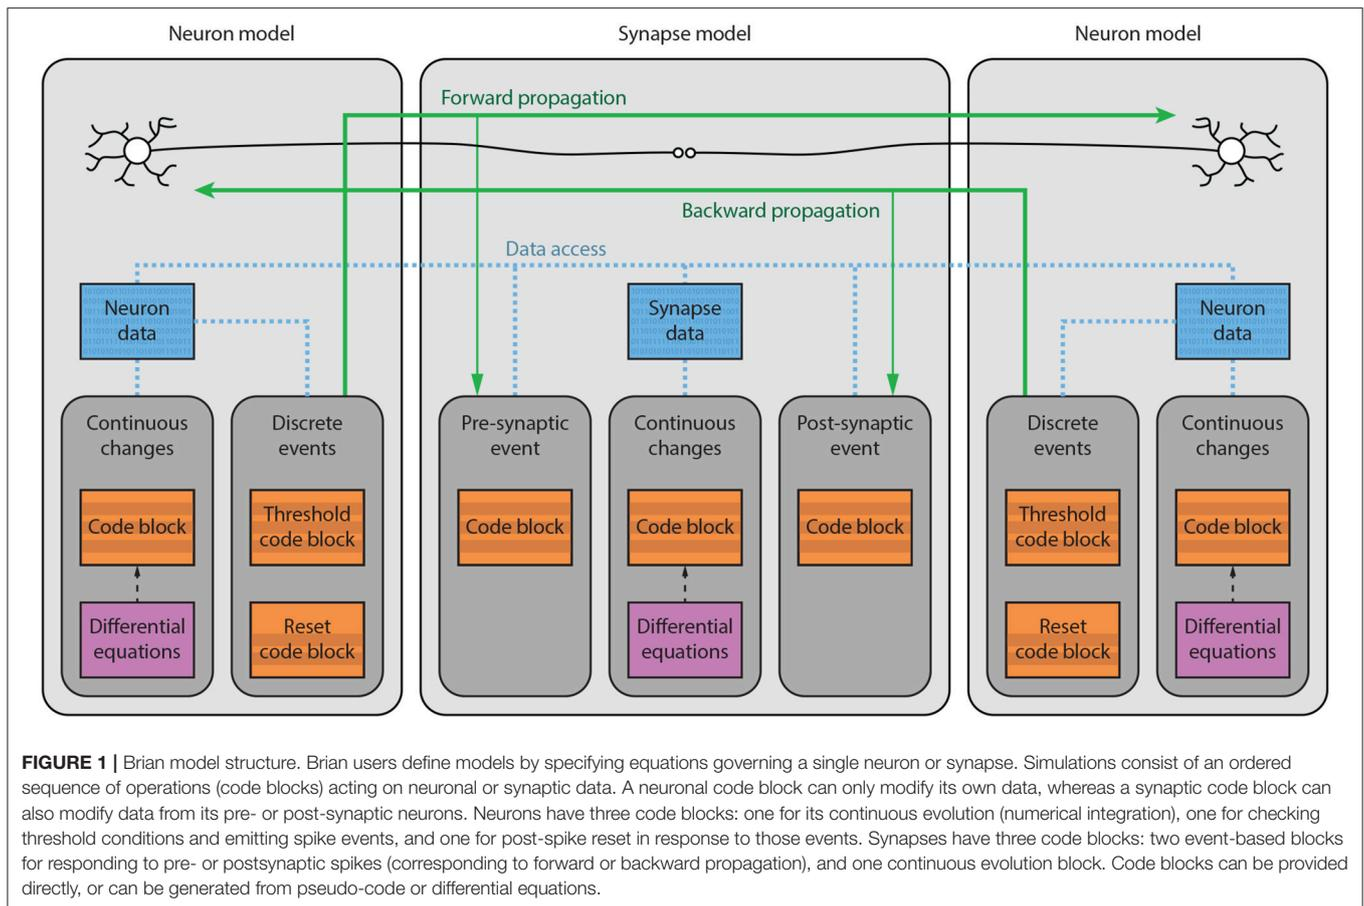 Neuron model
Synapse model
Neuron model
Forward propagation
Backward propagation
Data access
Neuron
data
Synapse
data
Neuron
data
Continuous
changes
Discrete
events
Pre-synaptic
event
Continuous
changes
Post-synaptic
event
Discrete
events
Continuous
changes
Code block
Threshold
code block
Code block
Code block
Code block
Threshold
code block
Code block
Differential
equations
Reset
code block
Differential
equations
Reset
code block
Differential
equations
FIGURE 1 | Brian model structure. Brian users define models by specifying equations governing a single neuron or synapse. Simulations consist of an ordered
sequence of operations (code blocks) acting on neuronal or synaptic data. A neuronal code block can only modify its own data, whereas a synaptic code block can
also modify data from its pre- or post-synaptic neurons. Neurons have three code blocks: one for its continuous evolution (numerical integration), one for checking
threshold conditions and emitting spike events, and one for post-spike reset in response to those events. Synapses have three code blocks: two event-based blocks
for responding to pre- or postsynaptic spikes (corresponding to forward or backward propagation), and one continuous evolution block. Code blocks can be provided
directly, or can be generated from pseudo-code or differential equations.